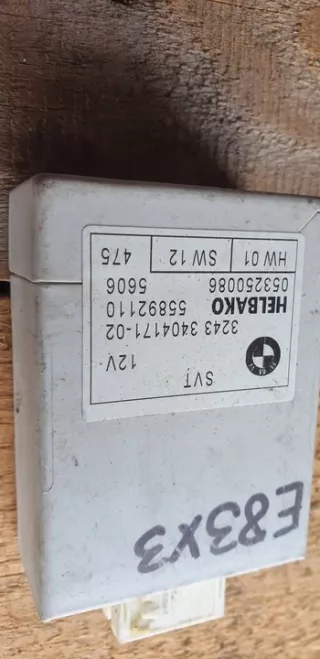 SVT
12V
3243 3404171-02
HELBAKO 55892110
053250086 5606
HW 01 SW 12 475
E83X3